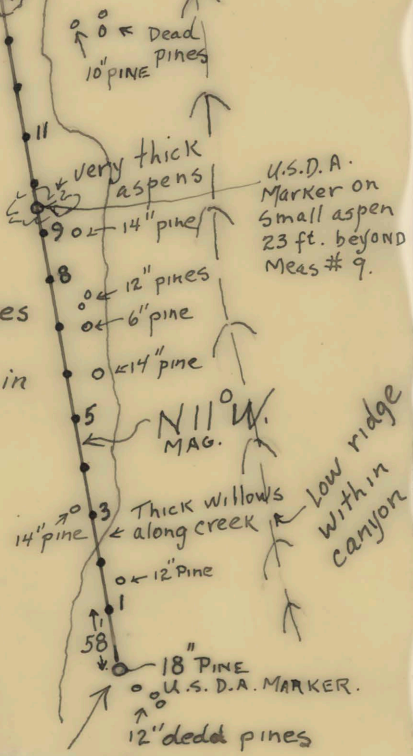 Dead
pines
10" PINE
11
very thick
aspens
U.S.D.A.
Marker on
Small aspen
23 ft. beyond
Meas # 9.
9
14" pine
8
12" pines
es
6" pine
in
14" pine
5
N11°W.
MAG.
Low ridge
within
canyon
3
Thick willows
along creek
14" pine
12" Pine
1
58'
18" PINE
U.S.D.A. MARKER.
12" dead pines